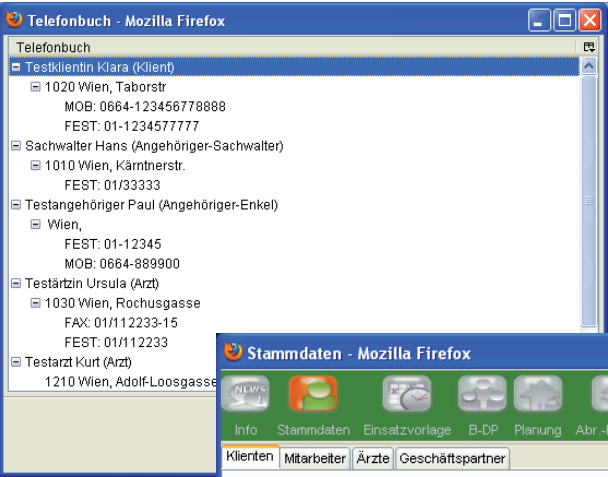 Telefonbuch - Mozilla Firefox
Telefonbuch
Testklientin Klara (Klient)
1020 Wien, Taborstr
MOB: 0664-123456778888
FEST: 01-1234577777
Sachwalter Hans (Angehöriger-Sachwalter)
1010 Wien, Kärntnerstr.
FEST: 01/33333
Testangehöriger Paul (Angehöriger-Enkel)
Wien,
FEST: 01-12345
MOB: 0664-889900
Testärtzin Ursula (Arzt)
1030 Wien, Rochusgasse
FAX: 01/112233-15
FEST: 01/112233
Testarzt Kurt (Arzt)
1210 Wien, Adolf-Loosgasse
Stammdaten - Mozilla Firefox
NEWS
Info Stammdaten Einsatzvorlage B-DP Planung Abr.-
Klienten Mitarbeiter Ärzte Geschäftspartner